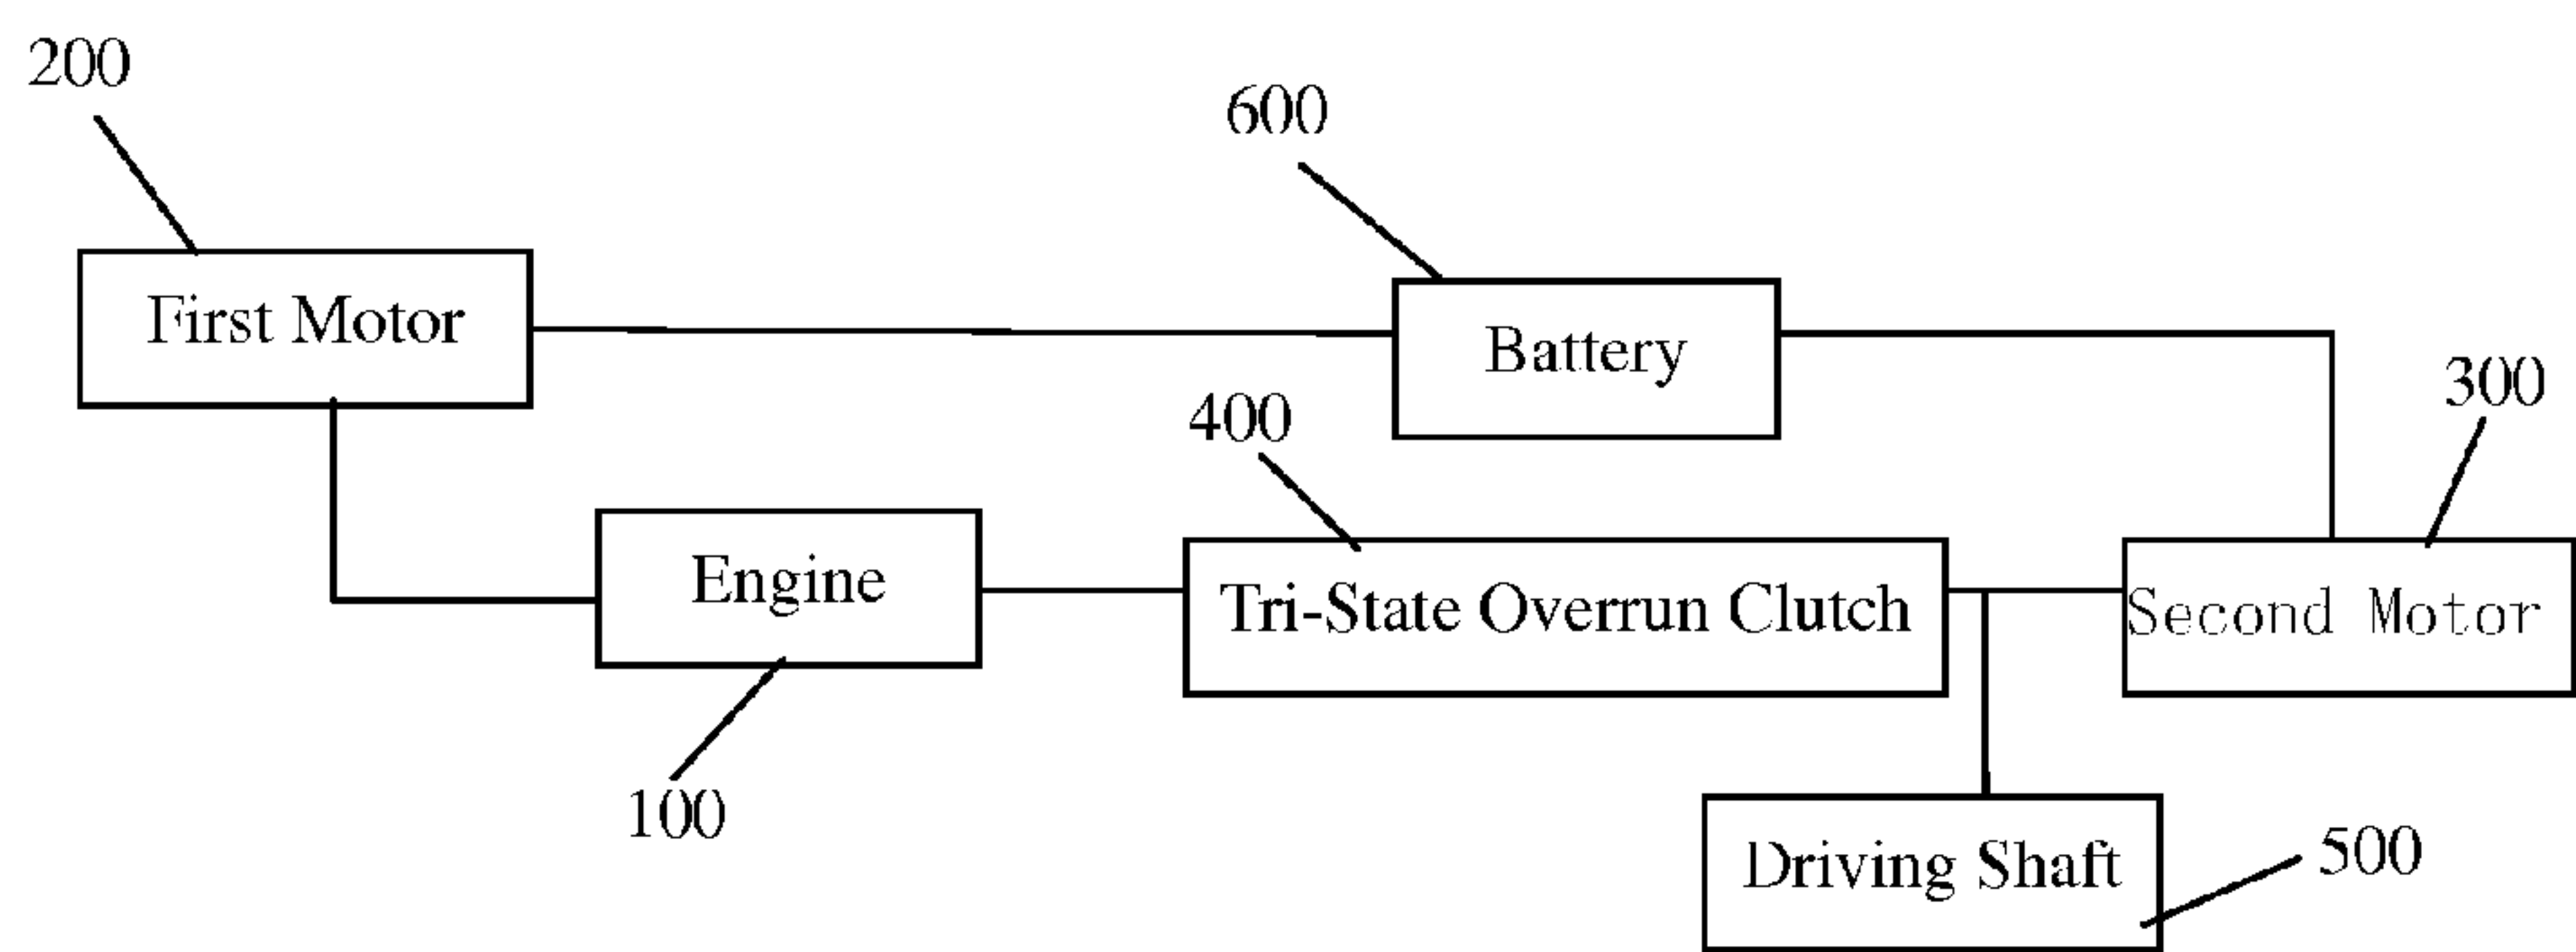 200
600
First Motor
Battery
300
400
Engine
Tri-State Overrun Clutch
Second Motor
100
Driving Shaft
500